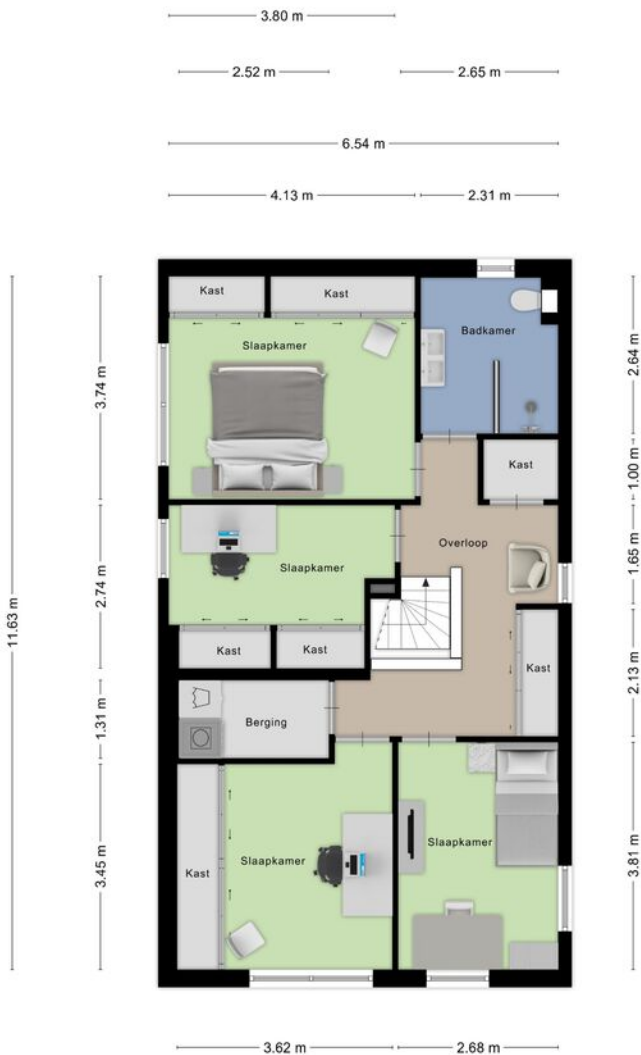 3.80 m
2.52 m
2.65 m
6.54 m
4.13 m
2.31 m
Kast
Kast
Badkamer
Slaapkamer
2.64 m
3.74 m
Kast
1.00 m
Overloop
Slaapkamer
1.65 m
2.74 m
11.63 m
Kast
Kast
Kast
2.13 m
Berging
1.31 m
Slaapkamer
Slaapkamer
Kast
3.45 m
3.81 m
3.62 m
2.68 m